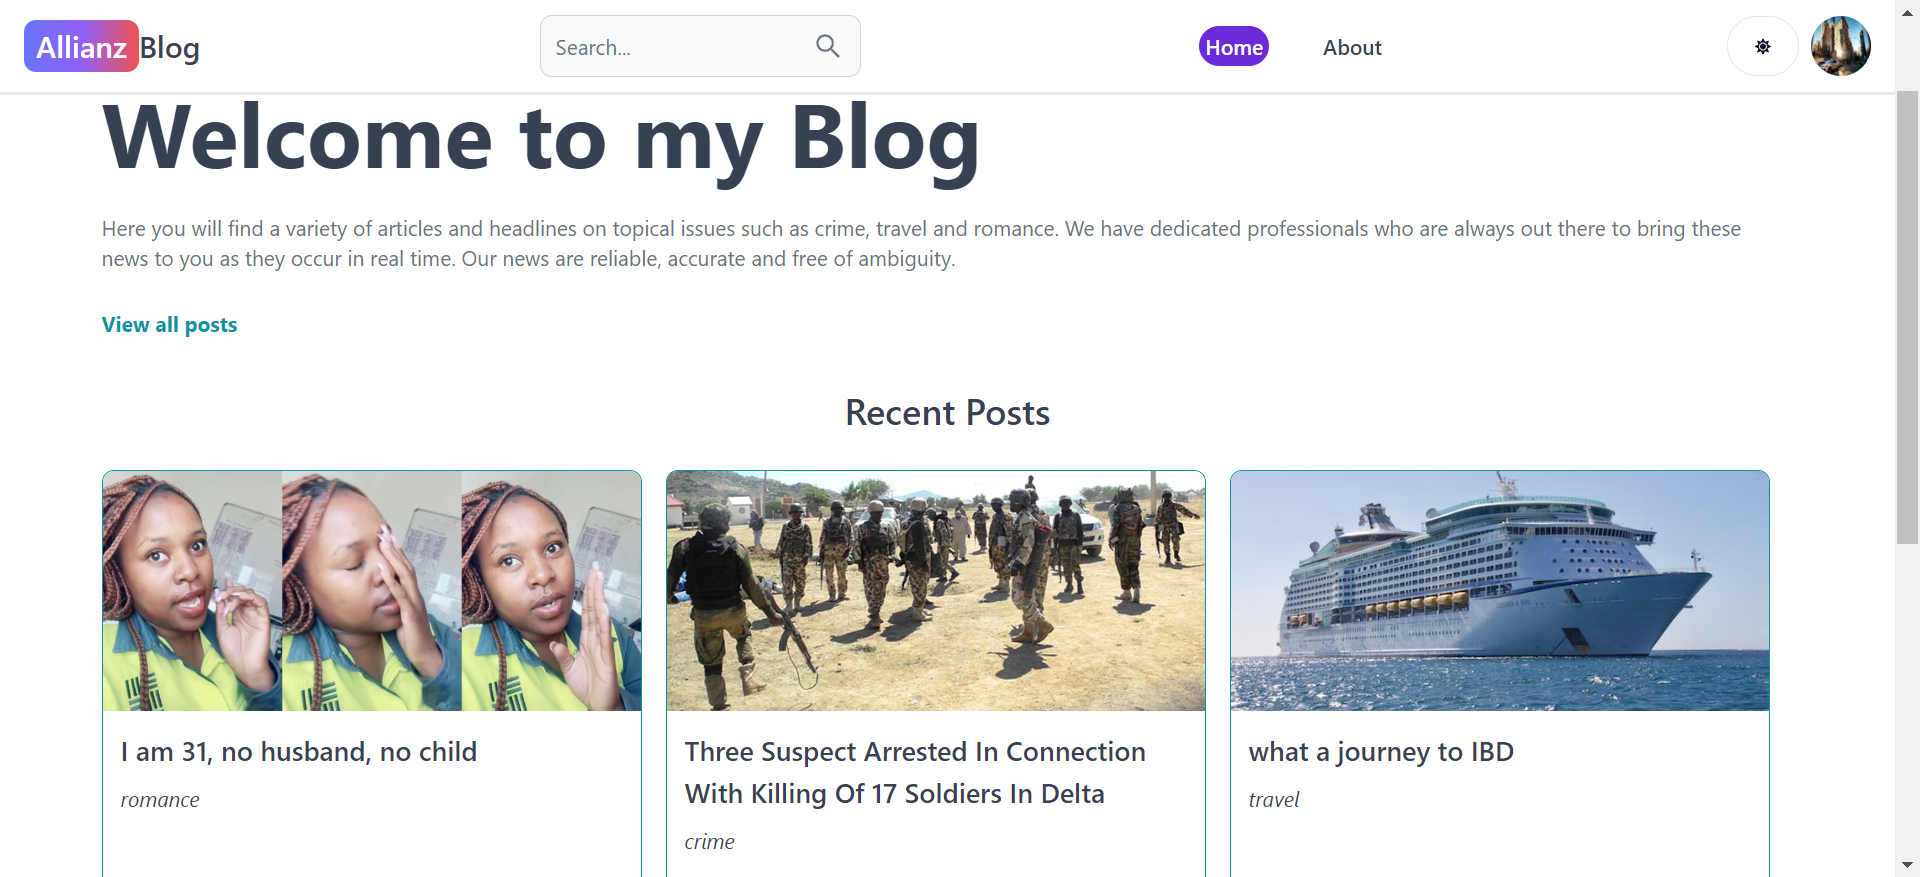 Allianz Blog
Search...
Home
About
Welcome to my Blog
Here you will find a variety of articles and headlines on topical issues such as crime, travel and romance. We have dedicated professionals who are always out there to bring these
news to you as they occur in real time. Our news are reliable, accurate and free of ambiguity.
View all posts
Recent Posts
I am 31, no husband, no child
romance
Three Suspect Arrested In Connection
With Killing Of 17 Soldiers In Delta
crime
what a journey to IBD
travel